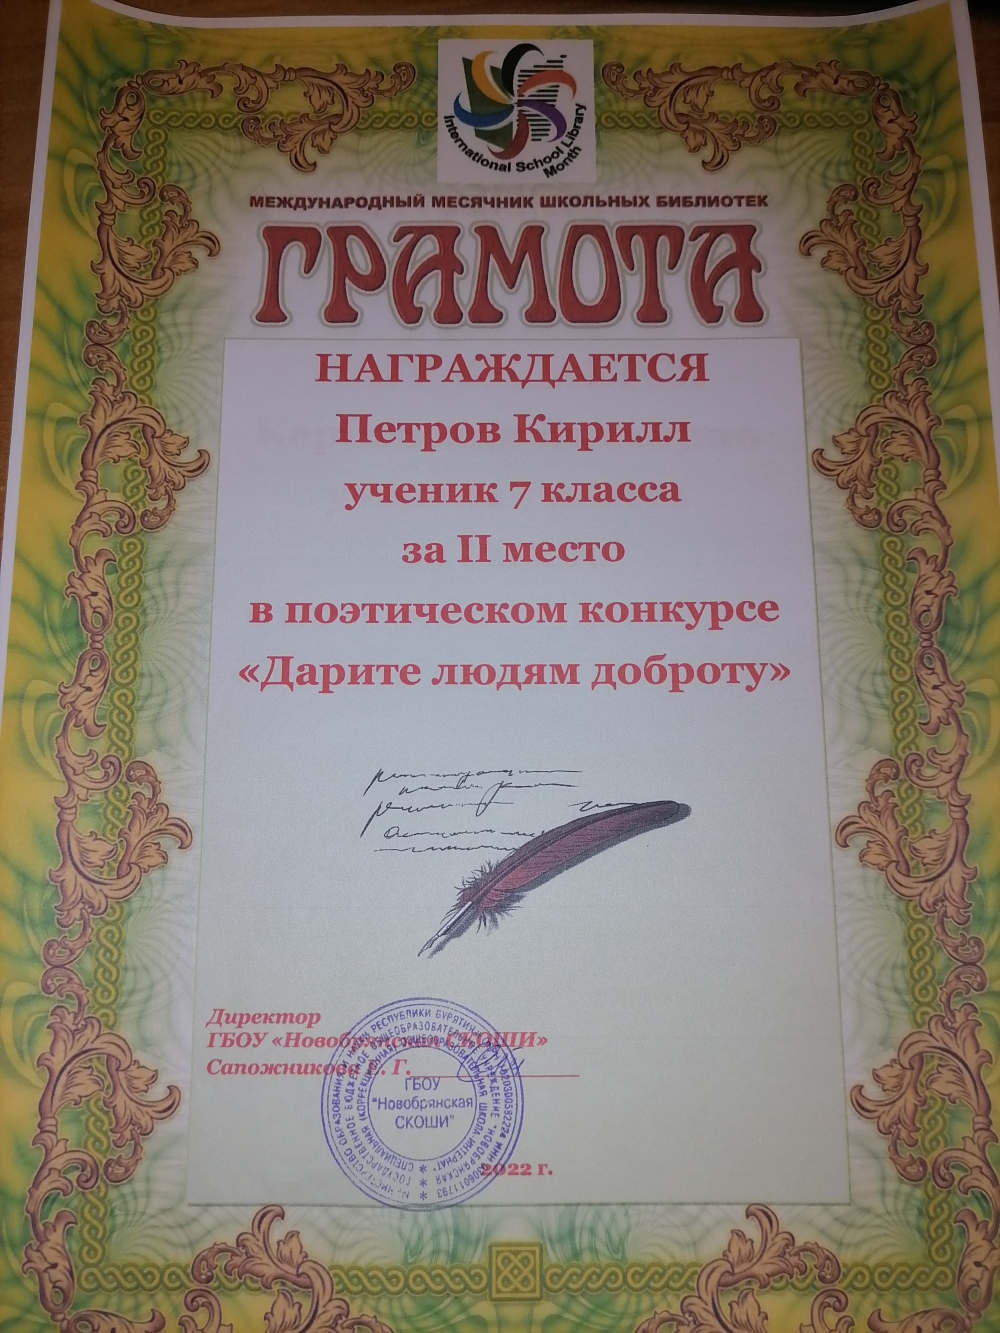 International School Library
Month
МЕЖДУНАРОДНЫЙ МЕСЯЧНИК ШКОЛЬНЫХ БИБЛИОТЕК
ГРАМОТА
НАГРАЖДАЕТСЯ
Петров Кирилл
ученик 7 класса
за II место
в поэтическом конкурсе
«Дарите людям доброту»
Директор
ГБОУ «Новобрянская СКОШИ»
Сапожникова Г.
ГБОУ
"Новобрянская
СКОШИ"
2022 г.